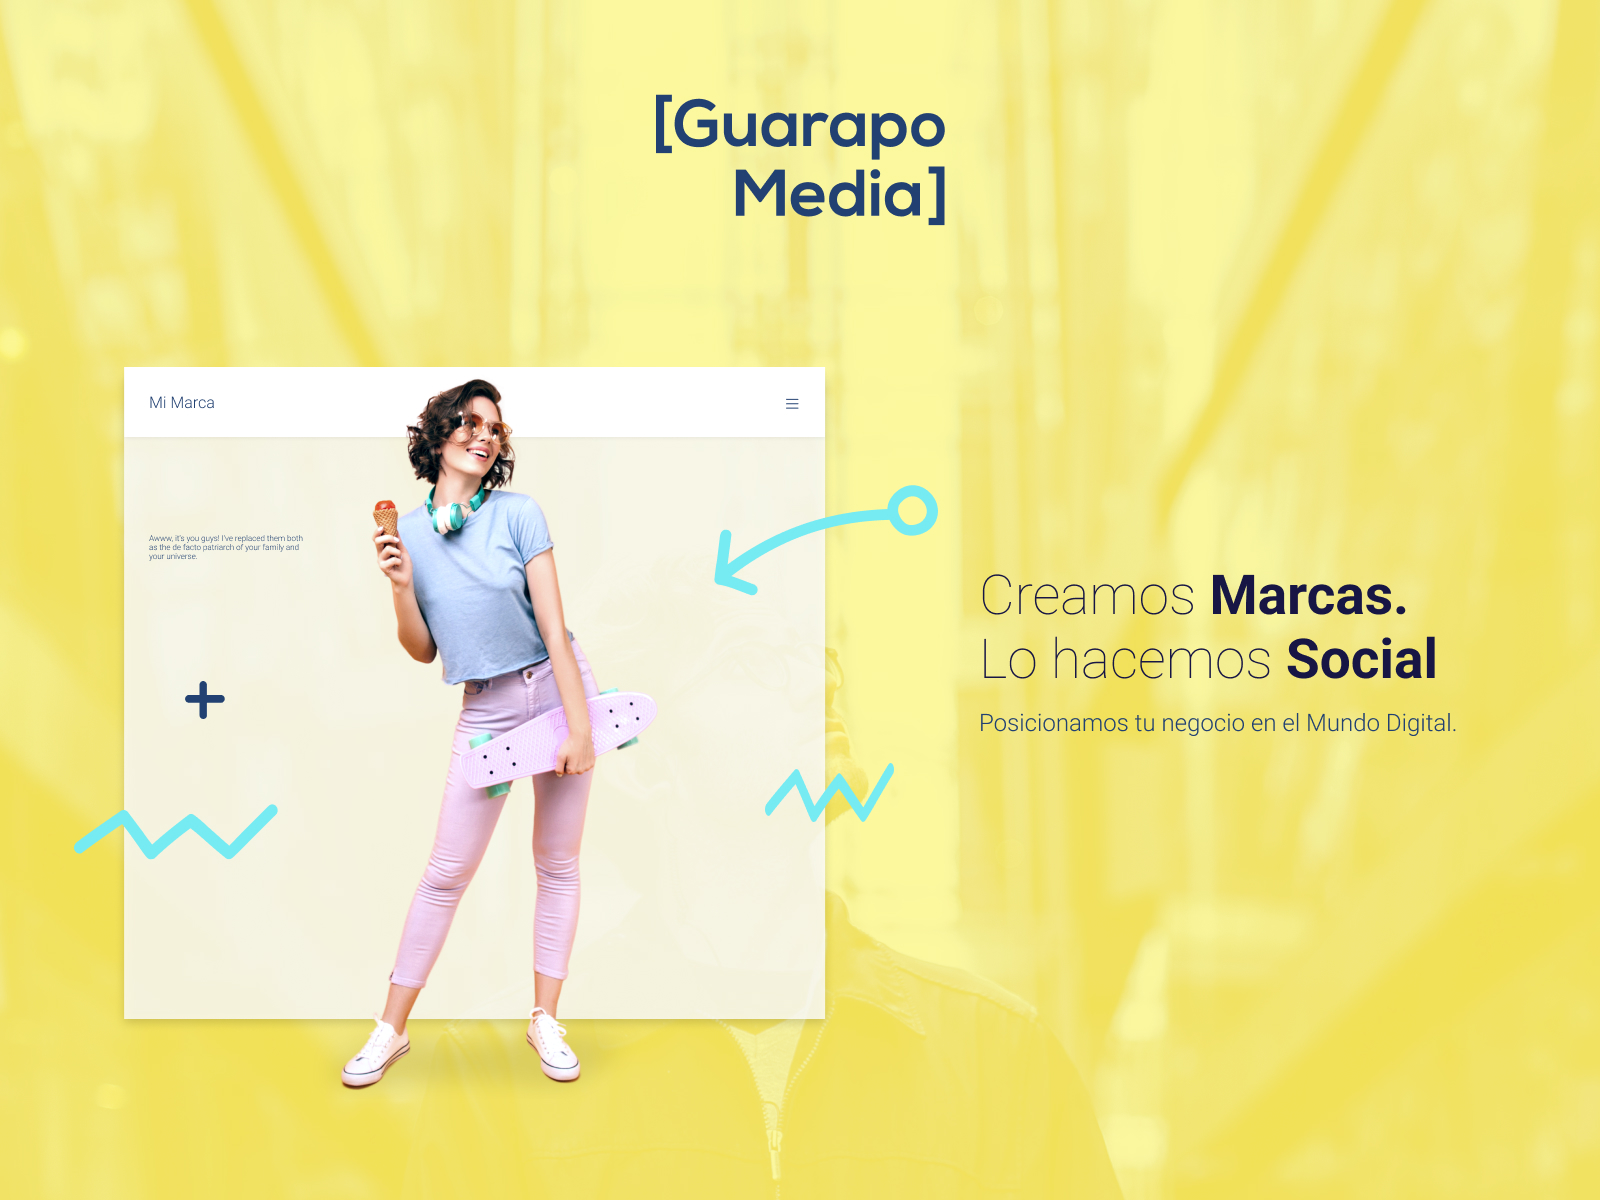 [Guarapo
Media]
Mi Marca
Awww, it's you guys! I've replaced them both
as the de facto patriarch of your family and
your universe.
Creamos Marcas.
Lo hacemos Social
Posicionamos tu negocio en el Mundo Digital.